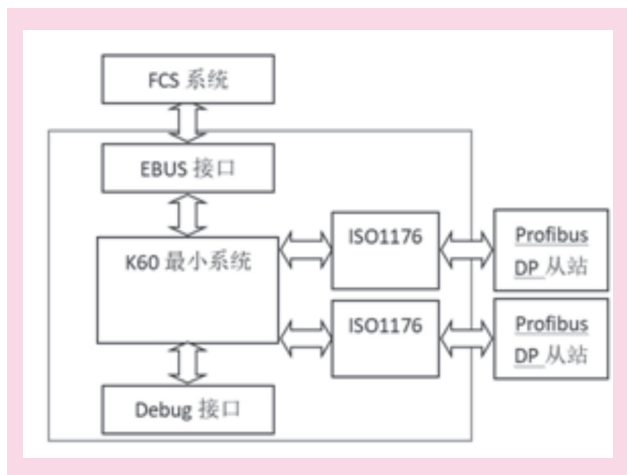 FCS 系统
EBUS 接口
K60 最小系统
ISO1176
Profibus
DP 从站
ISO1176
Profibus
DP 从站
Debug 接口